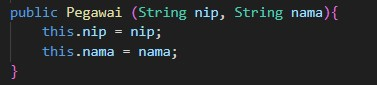 public Pegawai (String nip, String nama){
    this.nip = nip;
    this.nama = nama;
}